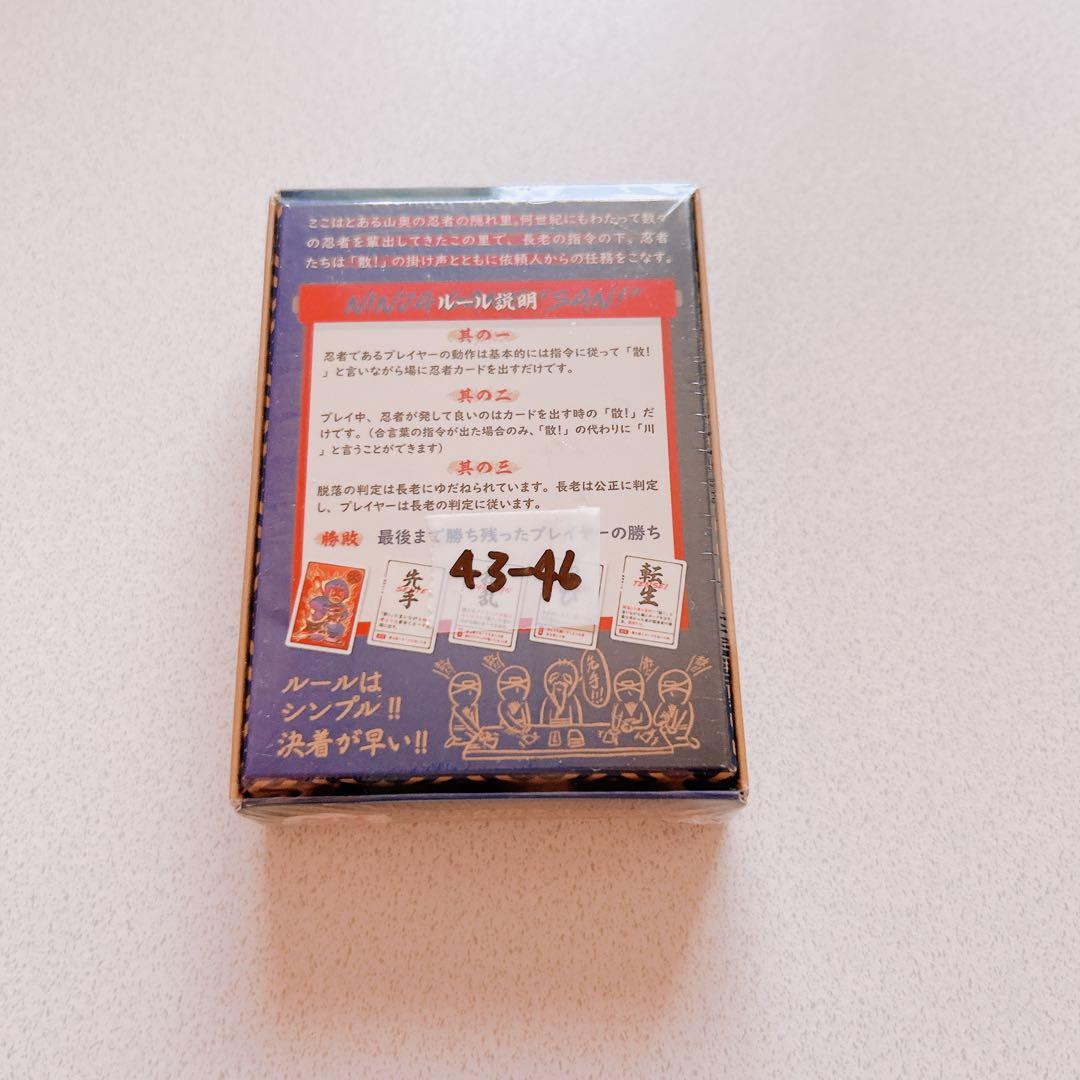 ここはとある山奥の忍者の隠れ里。何世紀にもわたって数々
の忍者を輩出してきたこの里で、長老の指令の下、忍者
たちは「散!」の掛け声とともに依頼人からの任務をこなす。
NINJA ルール説明 "SAN!"
其の一
忍者であるプレイヤーの動作は基本的には指令に従って「散!
」と言いながら場に忍者カードを出すだけです。
其の二
プレイ中、忍者が発して良いのはカードを出す時の「散!」だ
けです。(合言葉の指令が出た場合のみ、「散!」の代わりに「川
」と言うことができます)
其の三
脱落の判定は長老にゆだねられています。長老は公正に判定
し、プレイヤーは長老の判定に従います。
勝敗 最後まで勝ち残ったプレイヤーの勝ち
43-46
先手
乱
転生
TENSEI
ルールは
シンプル!!
決着が早い!!
先手川
散 散 散 散